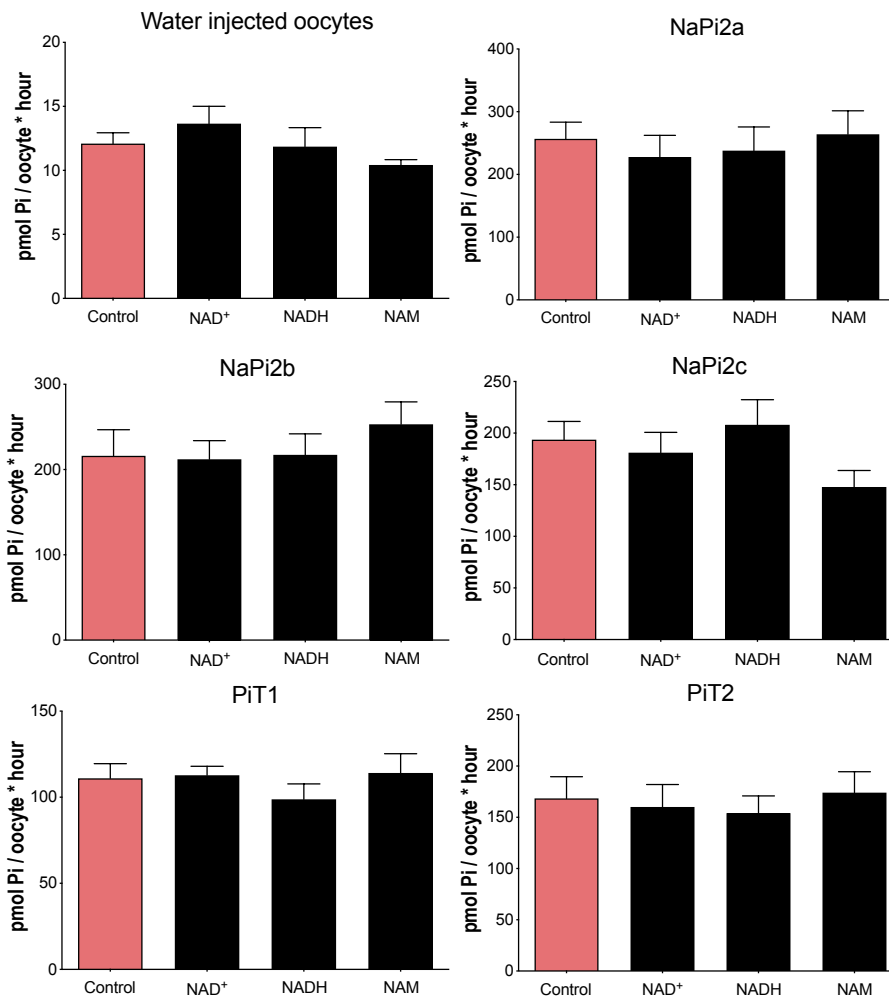 Water injected oocytes
pmol Pi / oocyte * hour
20
15
10
5
0
Control NAD⁺ NADH NAM
NaPi2a
pmol Pi / oocyte * hour
400
300
200
100
0
Control NAD⁺ NADH NAM
NaPi2b
pmol Pi / oocyte * hour
300
200
100
0
Control NAD⁺ NADH NAM
NaPi2c
pmol Pi / oocyte * hour
250
200
150
100
50
0
Control NAD⁺ NADH NAM
PiT1
pmol Pi / oocyte * hour
150
100
50
0
Control NAD⁺ NADH NAM
PiT2
pmol Pi / oocyte * hour
250
200
150
100
50
0
Control NAD⁺ NADH NAM